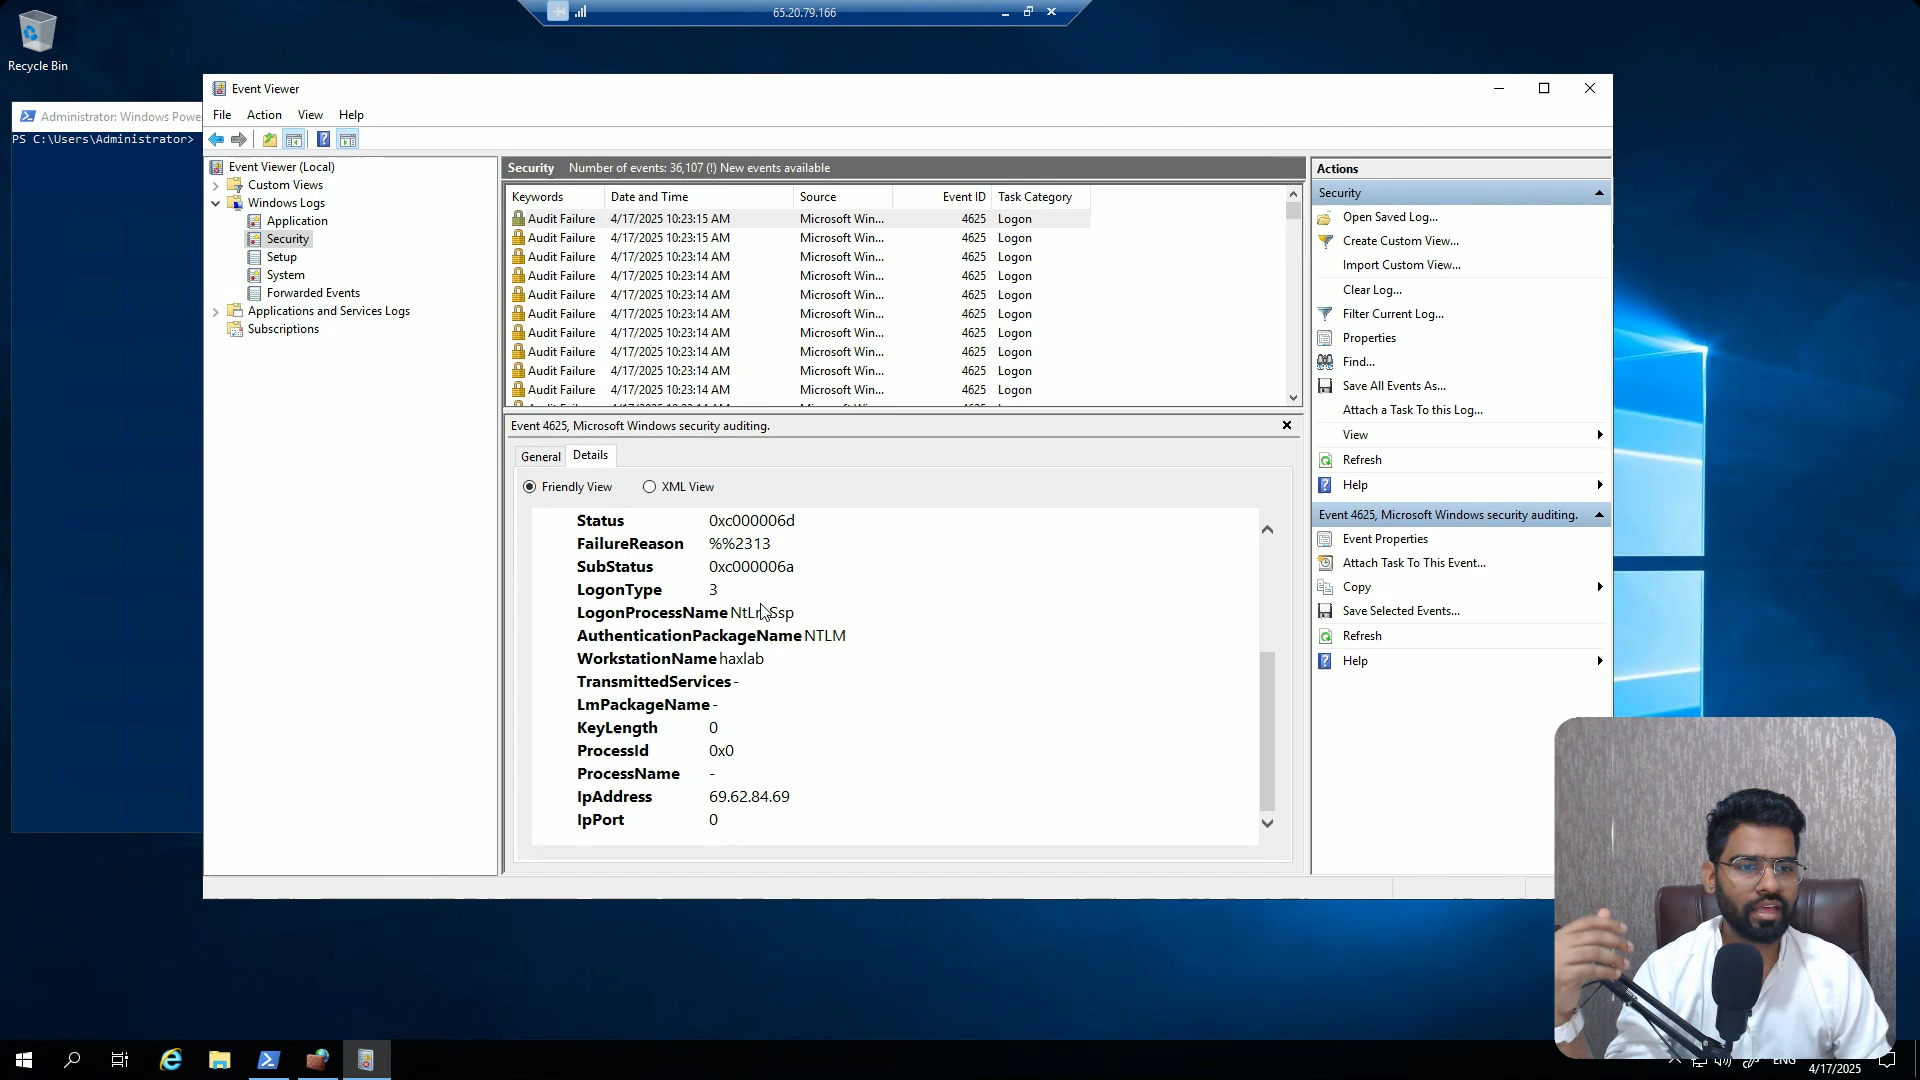 65.20.79.166
Recycle Bin
Administrator: Windows Powe
PS C:\Users\Administrator>
Event Viewer
File Action View Help
Event Viewer (Local)
Custom Views
Windows Logs
Application
Security
Setup
System
Forwarded Events
Applications and Services Logs
Subscriptions
Security Number of events: 36,107 (!) New events available
Keywords Date and Time Source Event ID Task Category
Audit Failure 4/17/2025 10:23:15 AM Microsoft Win... 4625 Logon
Audit Failure 4/17/2025 10:23:15 AM Microsoft Win... 4625 Logon
Audit Failure 4/17/2025 10:23:14 AM Microsoft Win... 4625 Logon
Audit Failure 4/17/2025 10:23:14 AM Microsoft Win... 4625 Logon
Audit Failure 4/17/2025 10:23:14 AM Microsoft Win... 4625 Logon
Audit Failure 4/17/2025 10:23:14 AM Microsoft Win... 4625 Logon
Audit Failure 4/17/2025 10:23:14 AM Microsoft Win... 4625 Logon
Audit Failure 4/17/2025 10:23:14 AM Microsoft Win... 4625 Logon
Audit Failure 4/17/2025 10:23:14 AM Microsoft Win... 4625 Logon
Audit Failure 4/17/2025 10:23:14 AM Microsoft Win... 4625 Logon
Event 4625, Microsoft Windows security auditing.
General Details
Friendly View XML View
Status 0xc000006d
FailureReason %%2313
SubStatus 0xc000006a
LogonType 3
LogonProcessName NtLmSsp
AuthenticationPackageName NTLM
WorkstationName haxlab
TransmittedServices -
LmPackageName -
KeyLength 0
ProcessId 0x0
ProcessName -
IpAddress 69.62.84.69
IpPort 0
Actions
Security
Open Saved Log...
Create Custom View...
Import Custom View...
Clear Log...
Filter Current Log...
Properties
Find...
Save All Events As...
Attach a Task To this Log...
View
Refresh
Help
Event 4625, Microsoft Windows security auditing.
Event Properties
Attach Task To This Event...
Copy
Save Selected Events...
Refresh
Help
ENG
4/17/2025